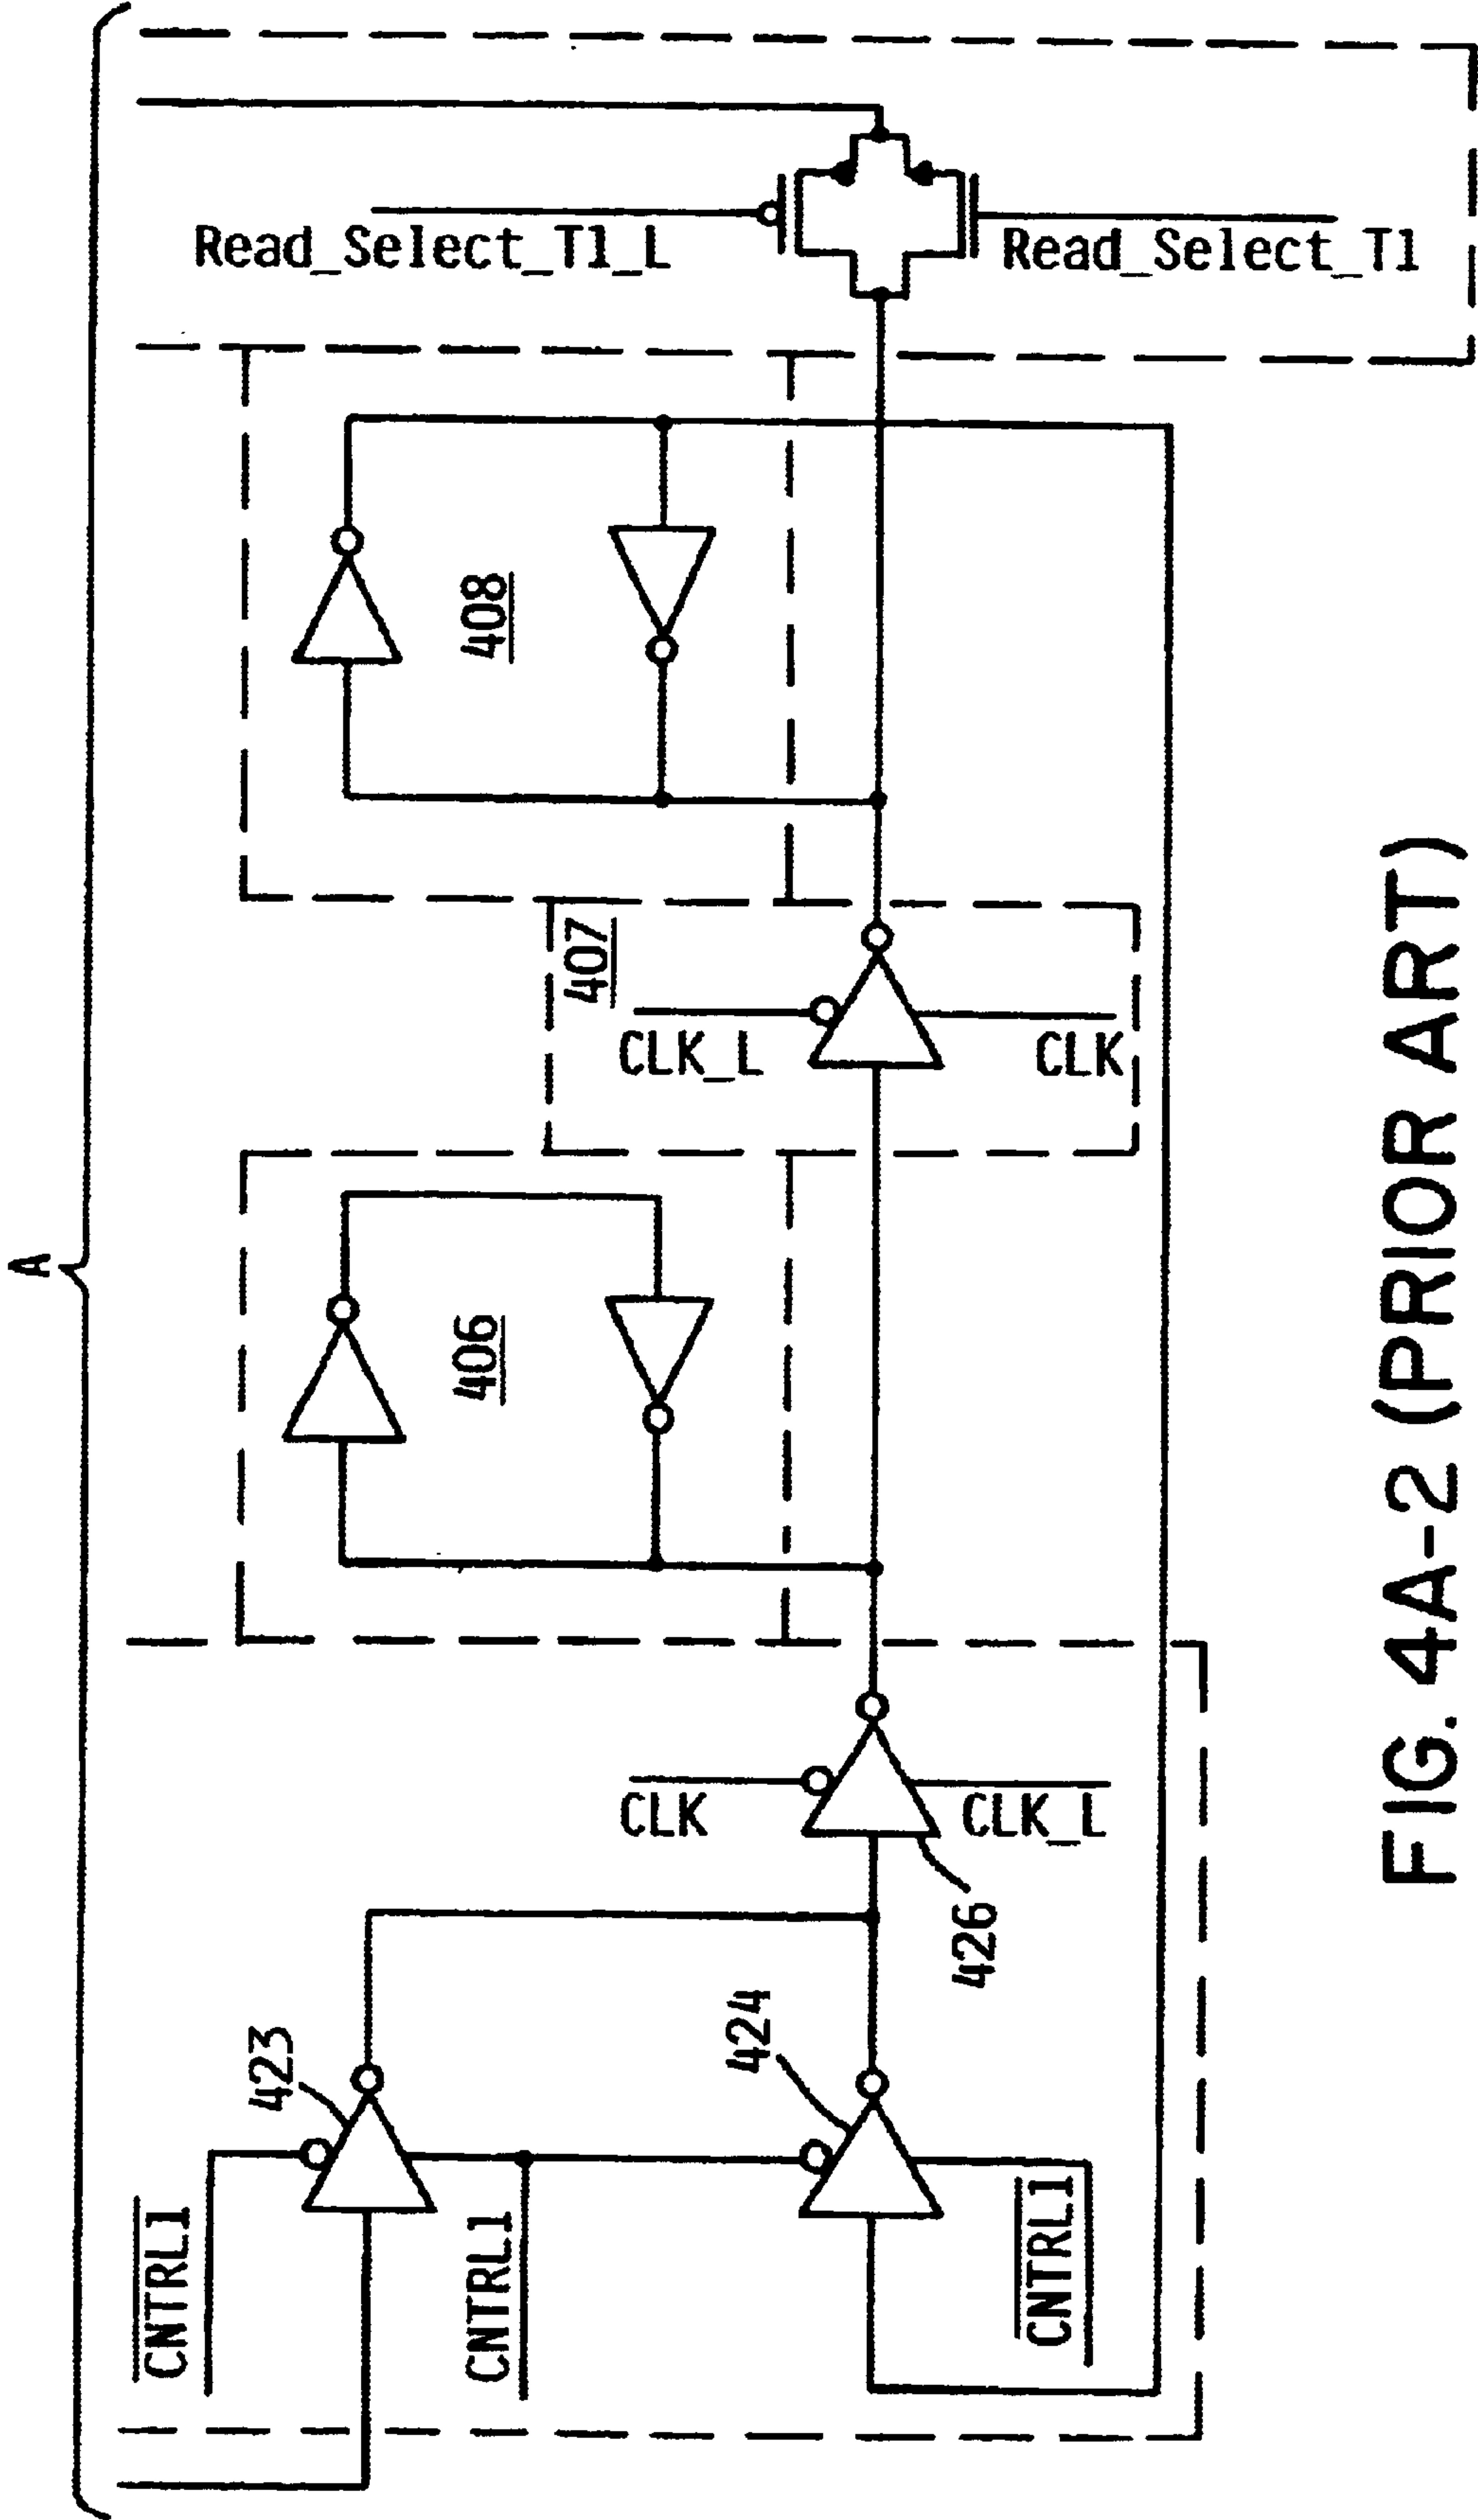 A
Read_Select_T1_L
Read_Select_T1
408
407
CLK_L
CLK
406
CLK
CLK_L
426
423
424
CNTRL1
CNTRL1
CNTRL1
FIG. 4A-2 (PRIOR ART)